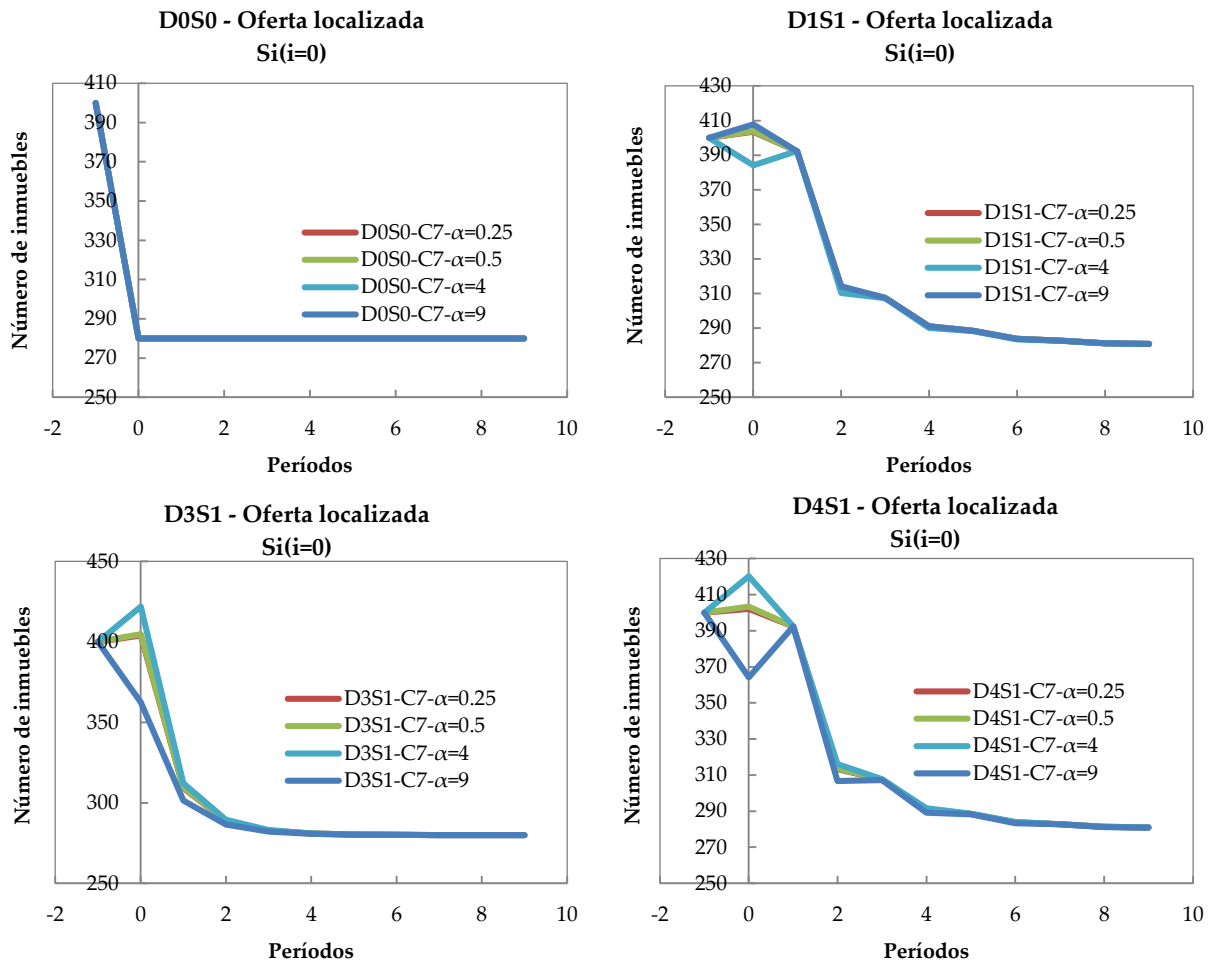 D0S0 - Oferta localizada
Si(i=0)
Número de inmuebles
410
390
370
350
330
310
290
270
250
D0S0-C7-α=0.25
D0S0-C7-α=0.5
D0S0-C7-α=4
D0S0-C7-α=9
-2 0 2 4 6 8 10
Períodos
D1S1 - Oferta localizada
Si(i=0)
Número de inmuebles
430
410
390
370
350
330
310
290
270
250
D1S1-C7-α=0.25
D1S1-C7-α=0.5
D1S1-C7-α=4
D1S1-C7-α=9
-2 0 2 4 6 8 10
Períodos
D3S1 - Oferta localizada
Si(i=0)
Número de inmuebles
450
400
350
300
250
D3S1-C7-α=0.25
D3S1-C7-α=0.5
D3S1-C7-α=4
D3S1-C7-α=9
-2 0 2 4 6 8 10
Períodos
D4S1 - Oferta localizada
Si(i=0)
Número de inmuebles
430
410
390
370
350
330
310
290
270
250
D4S1-C7-α=0.25
D4S1-C7-α=0.5
D4S1-C7-α=4
D4S1-C7-α=9
-2 0 2 4 6 8 10
Períodos